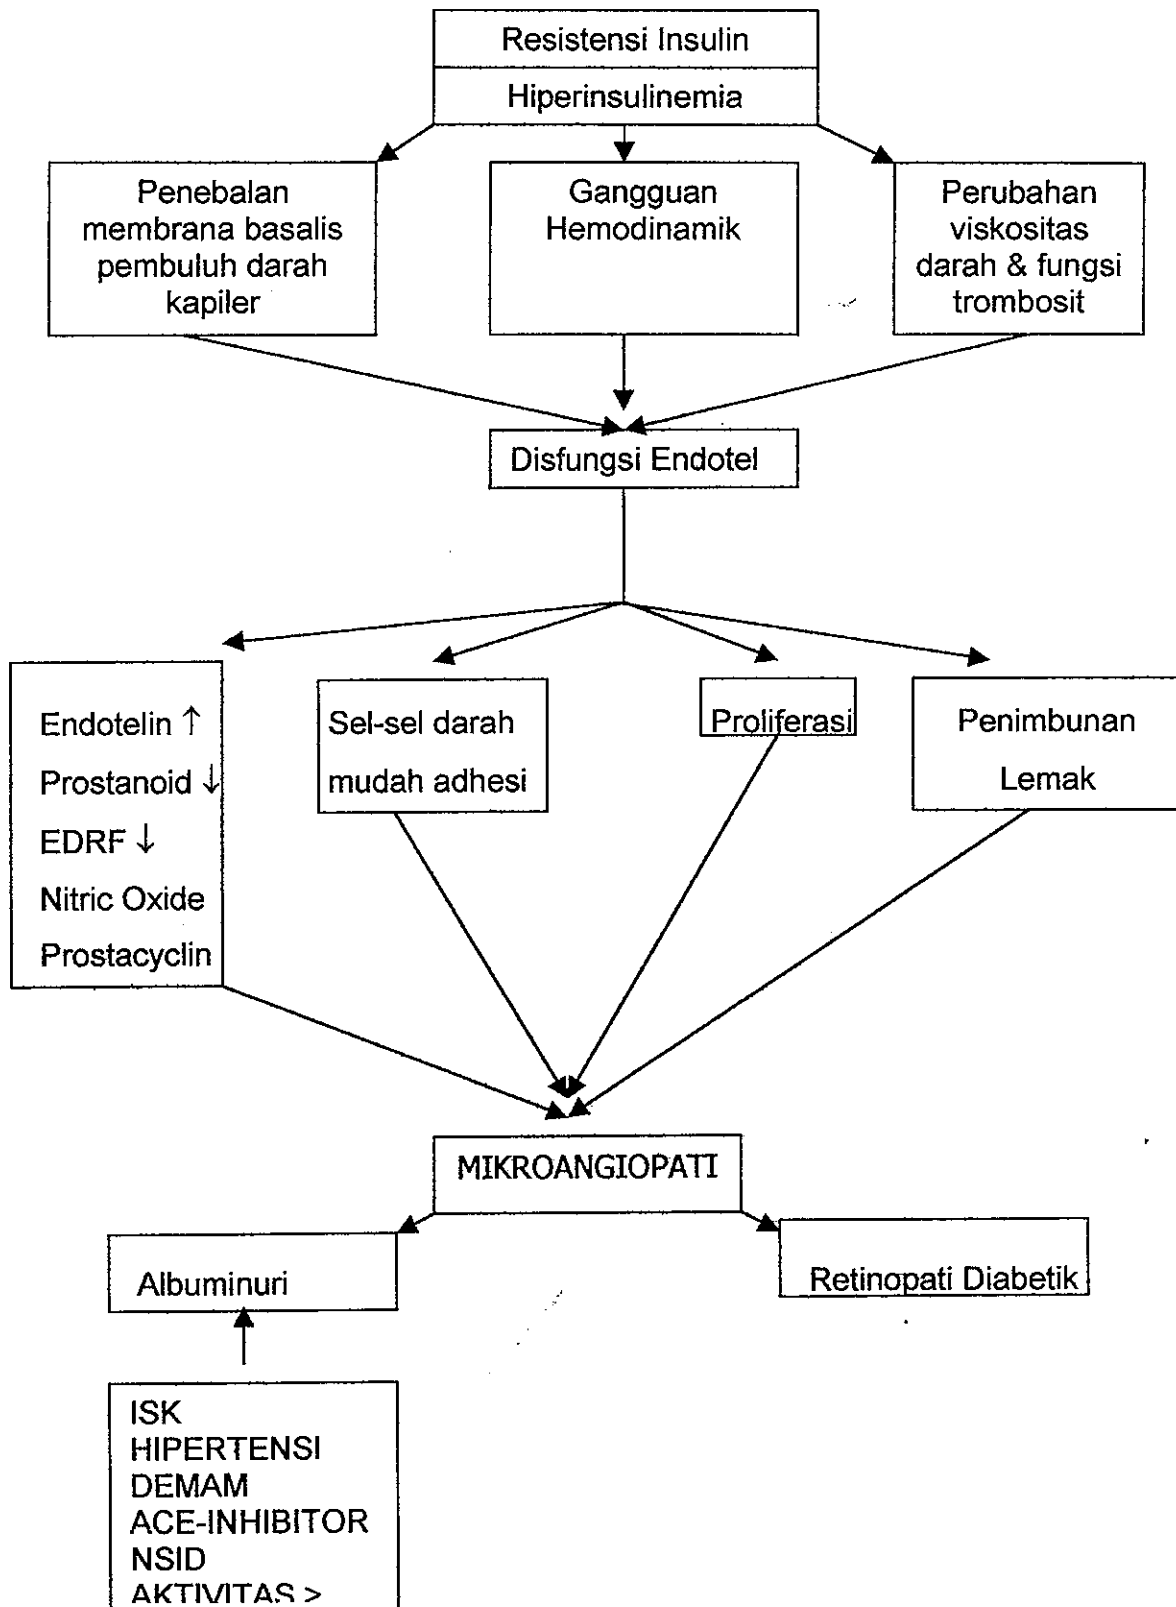 Resistensi Insulin
Hiperinsulinemia
Penebalan
membrana basalis
pembuluh darah
kapiler
Gangguan
Hemodinamik
Perubahan
viskositas
darah & fungsi
trombosit
Disfungsi Endotel
Endotelin ↑
Prostanoid ↓
EDRF ↓
Nitric Oxide
Prostacyclin
Sel-sel darah
mudah adhesi
Proliferasi
Penimbunan
Lemak
MIKROANGIOPATI
Albuminuri
Retinopati Diabetik
ISK
HIPERTENSI
DEMAM
ACE-INHIBITOR
NSID
AKTIVITAS >